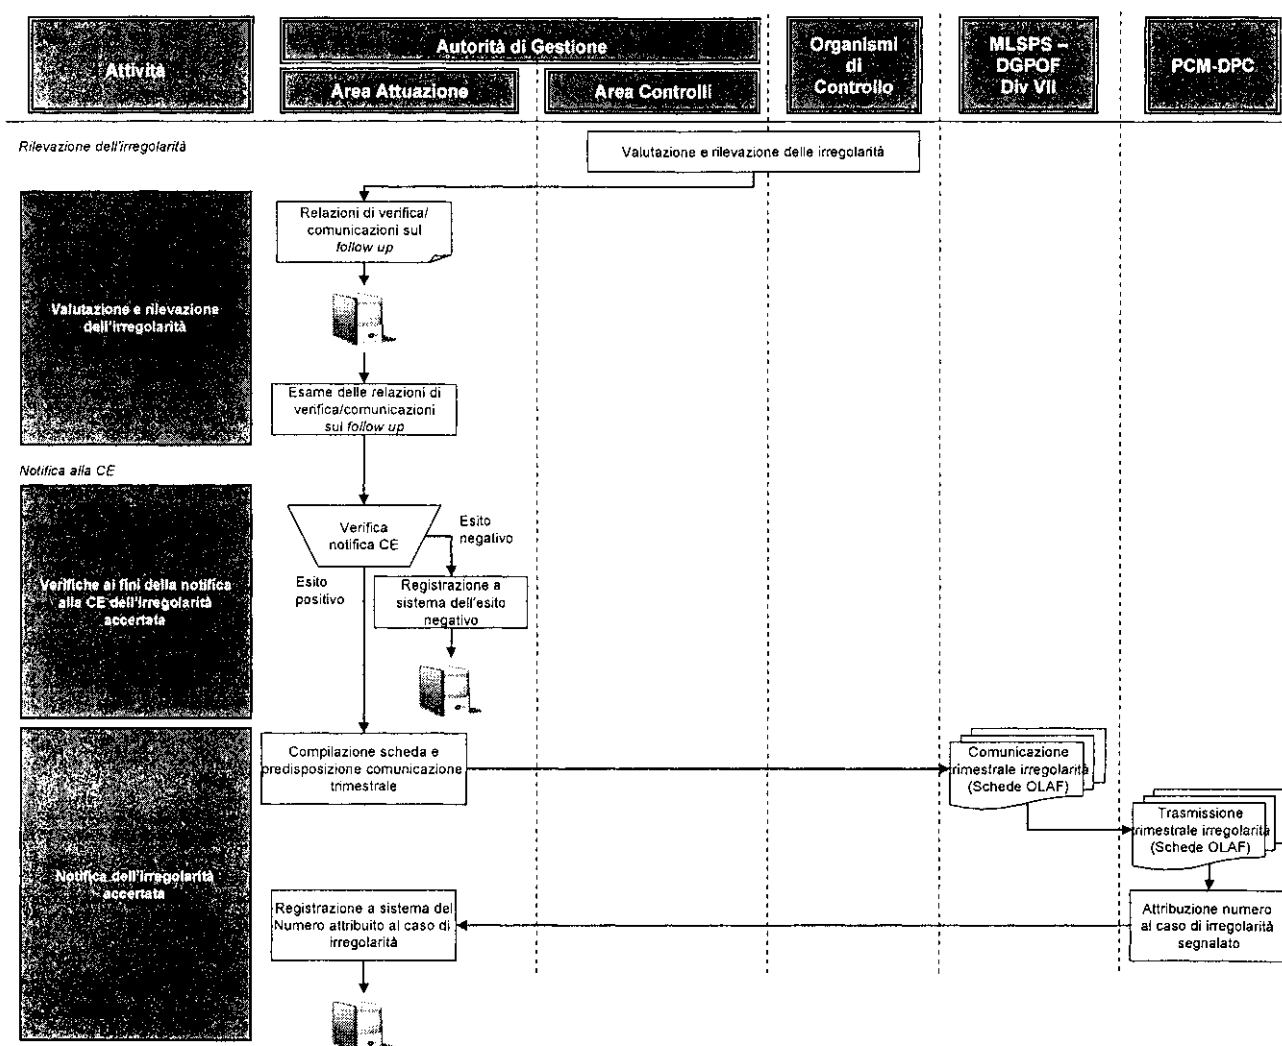 Attività
Autorità di Gestione
Area Attuazione
Area Controlli
Organismi
di
Controllo
MLSPS –
DGPOF
Div VII
PCM-DPC
Rilevazione dell'irregolarità
Valutazione e rilevazione delle irregolarità
Valutazione e rilevazione
dell'irregolarità
Relazioni di verifica/
comunicazioni sul
follow up
Esame delle relazioni di
verifica/comunicazioni
sul follow up
Notifica alla CE
Verifiche ai fini della notifica
alla CE dell'irregolarità
accertata
Verifica
notifica CE
Esito
negativo
Esito
positivo
Registrazione a
sistema dell'esito
negativo
Notifica dell'irregolarità
accertata
Compilazione scheda e
predisposizione comunicazione
trimestrale
Comunicazione
trimestrale irregolarità
(Schede OLAF)
Trasmissione
trimestrale irregolarità
(Schede OLAF)
Registrazione a sistema del
Numero attribuito al caso di
irregolarità
Attribuzione numero
al caso di irregolarità
segnalato